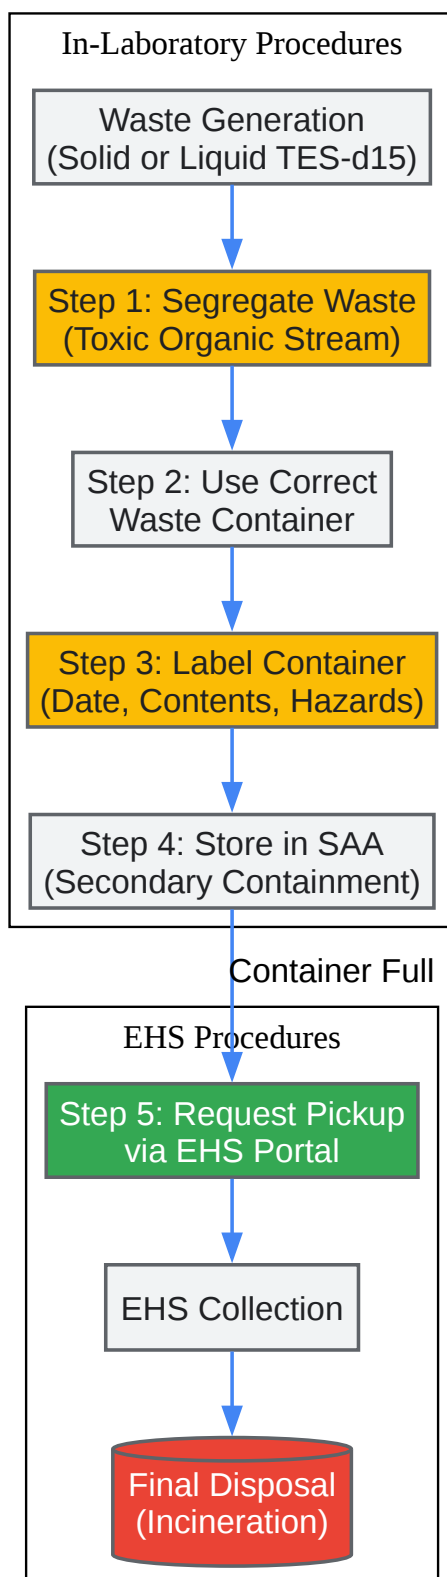 In-Laboratory Procedures
Waste Generation
(Solid or Liquid TES-d15)
Step 1: Segregate Waste
(Toxic Organic Stream)
Step 2: Use Correct
Waste Container
Step 3: Label Container
(Date, Contents, Hazards)
Step 4: Store in SAA
(Secondary Containment)
Container Full
EHS Procedures
Step 5: Request Pickup
via EHS Portal
EHS Collection
Final Disposal
(Incineration)